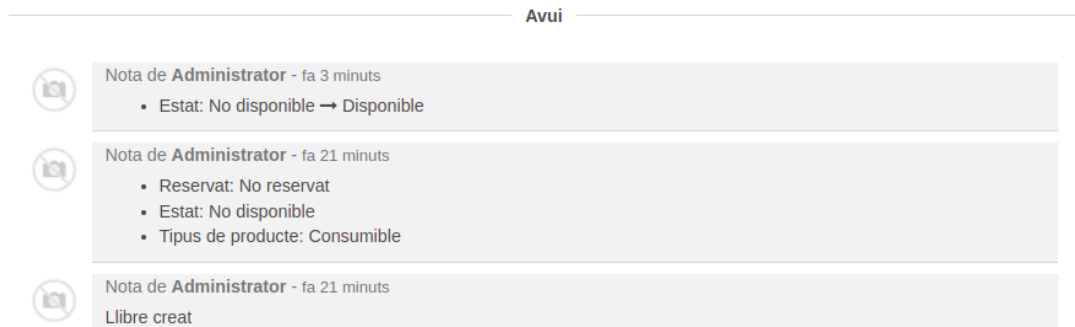 Avui
Nota de Administrator - fa 3 minuts
• Estat: No disponible → Disponible
Nota de Administrator - fa 21 minuts
• Reservat: No reservat
• Estat: No disponible
• Tipus de producte: Consumible
Nota de Administrator - fa 21 minuts
Llibre creat